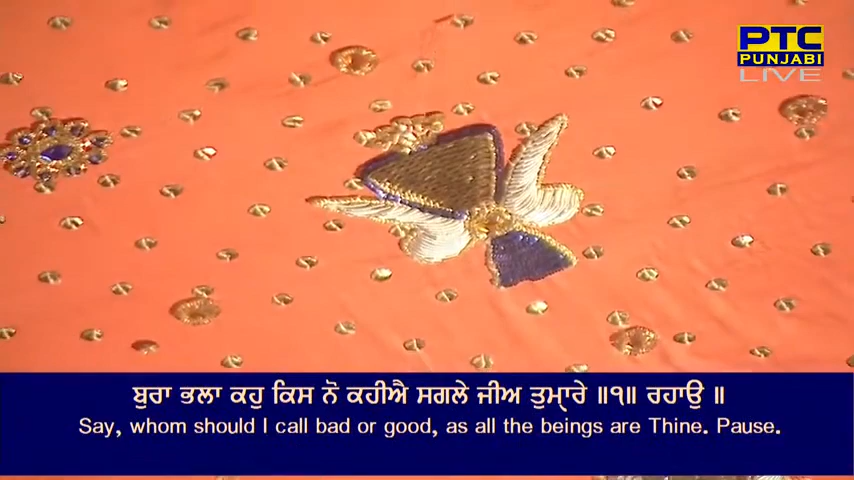 PTC
PUNJABI
LIVE
ਬੁਰਾ ਭਲਾ ਕਹੁ ਕਿਸ ਨੋ ਕਹੀਐ ਸਗਲੇ ਜੀਅ ਤੁਮੑਾਰੇ ॥੧॥ ਰਹਾਉ ॥
Say, whom should I call bad or good, as all the beings are Thine. Pause.